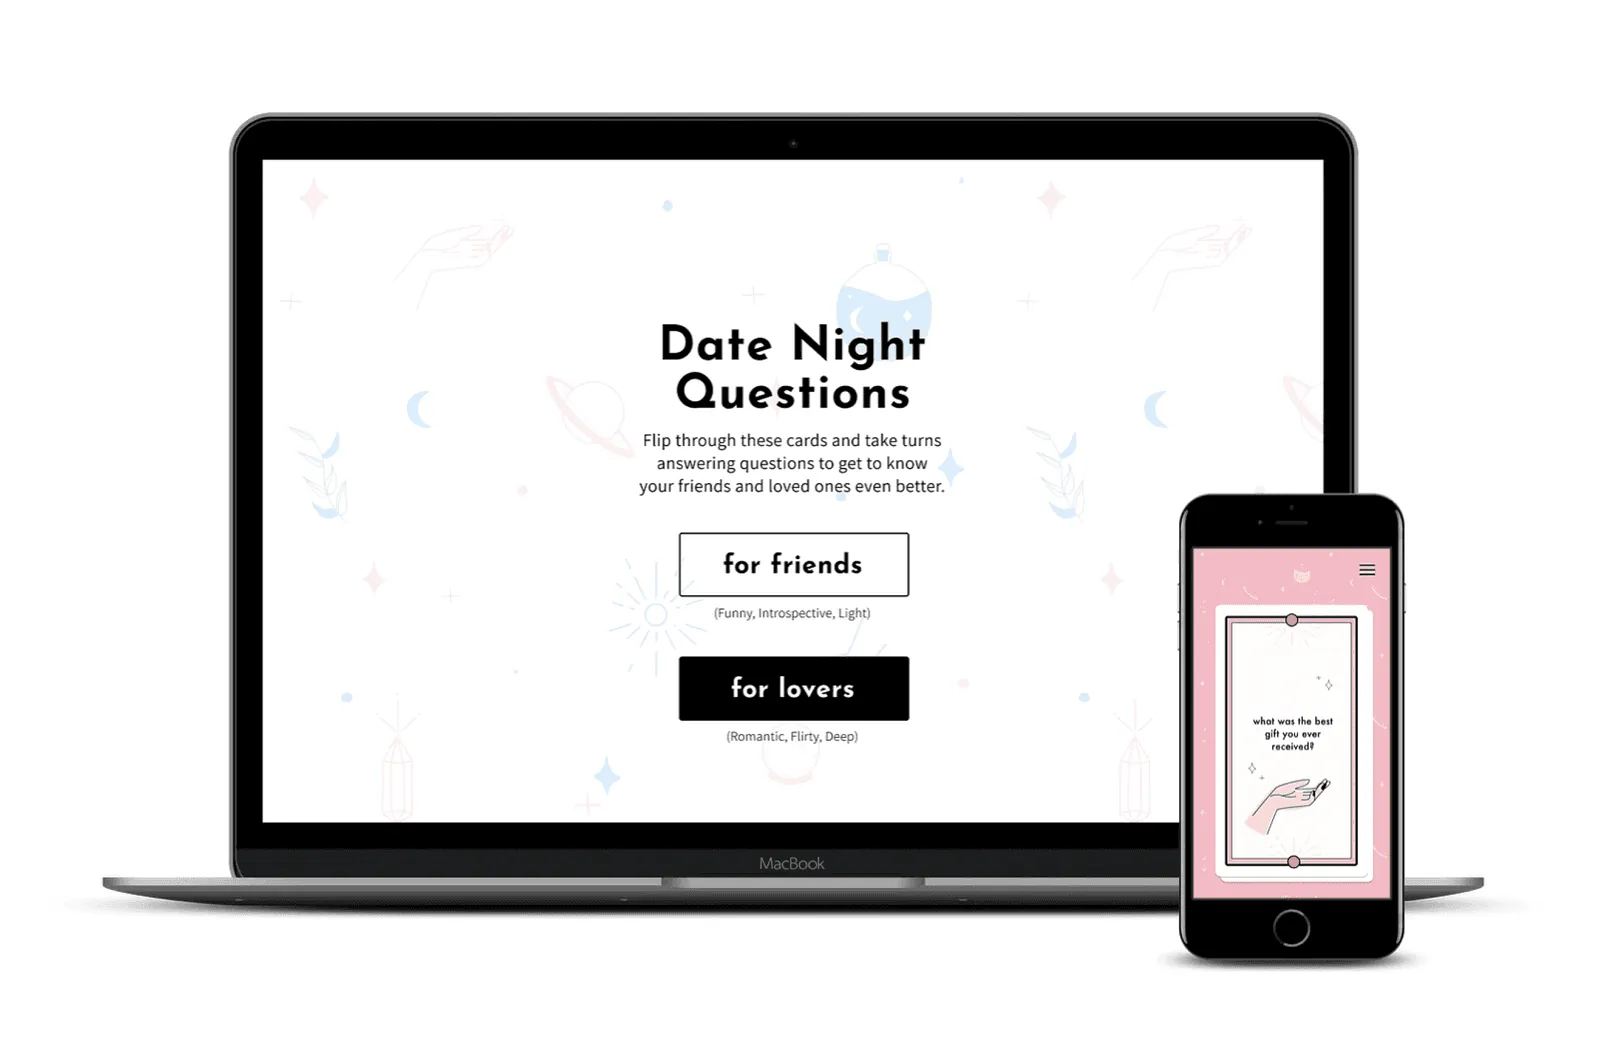 Date Night
Questions
Flip through these cards and take turns
answering questions to get to know
your friends and loved ones even better.
for friends
(Funny, Introspective, Light)
for lovers
(Romantic, Flirty, Deep)
MacBook
what was the best
gift you ever
received?